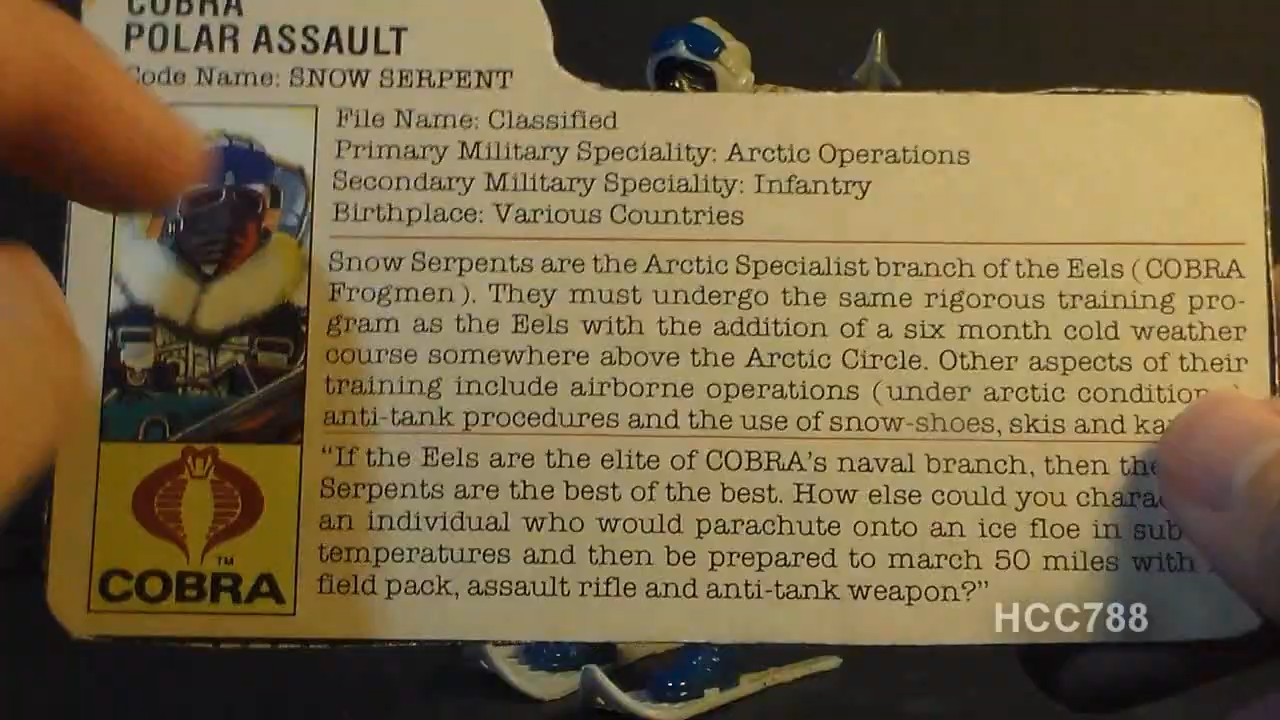 COBRA
POLAR ASSAULT
Code Name: SNOW SERPENT
File Name: Classified
Primary Military Speciality: Arctic Operations
Secondary Military Speciality: Infantry
Birthplace: Various Countries
Snow Serpents are the Arctic Specialist branch of the Eels (COBRA
Frogmen). They must undergo the same rigorous training pro-
gram as the Eels with the addition of a six month cold weather
course somewhere above the Arctic Circle. Other aspects of their
training include airborne operations (under arctic
anti-tank procedures and the use of snow-shoes, skis and
"If the Eels are the elite of COBRA's naval branch, then
Serpents are the best of the best. How else could you
an individual who would parachute onto an ice floe in sub
temperatures and then be prepared to march 50 miles with
field pack, assault rifle and anti-tank weapon?"
TM
COBRA
HCC788